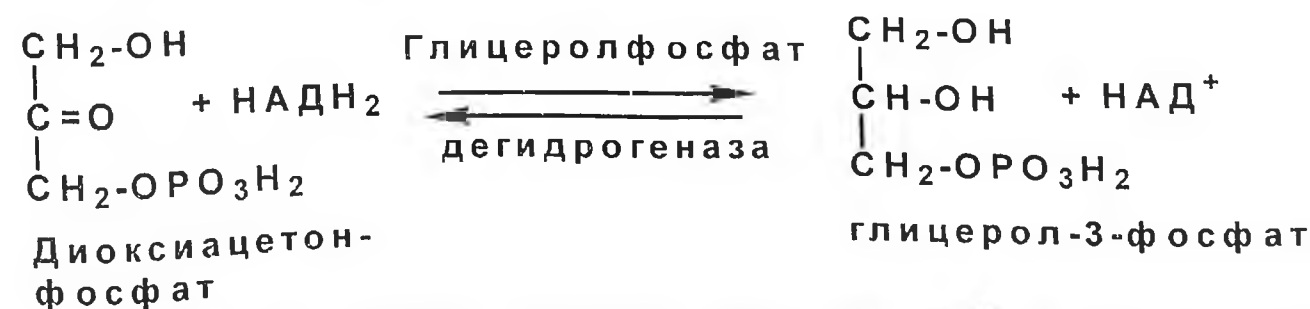 CH₂-OH
C=O + НАДН₂
CH₂-OPO₃H₂
Диоксиацетон-
фосфат
Глицеролфосфат
дегидрогеназа
CH₂-OH
CH-OH + НАД⁺
CH₂-OPO₃H₂
глицерол-3-фосфат